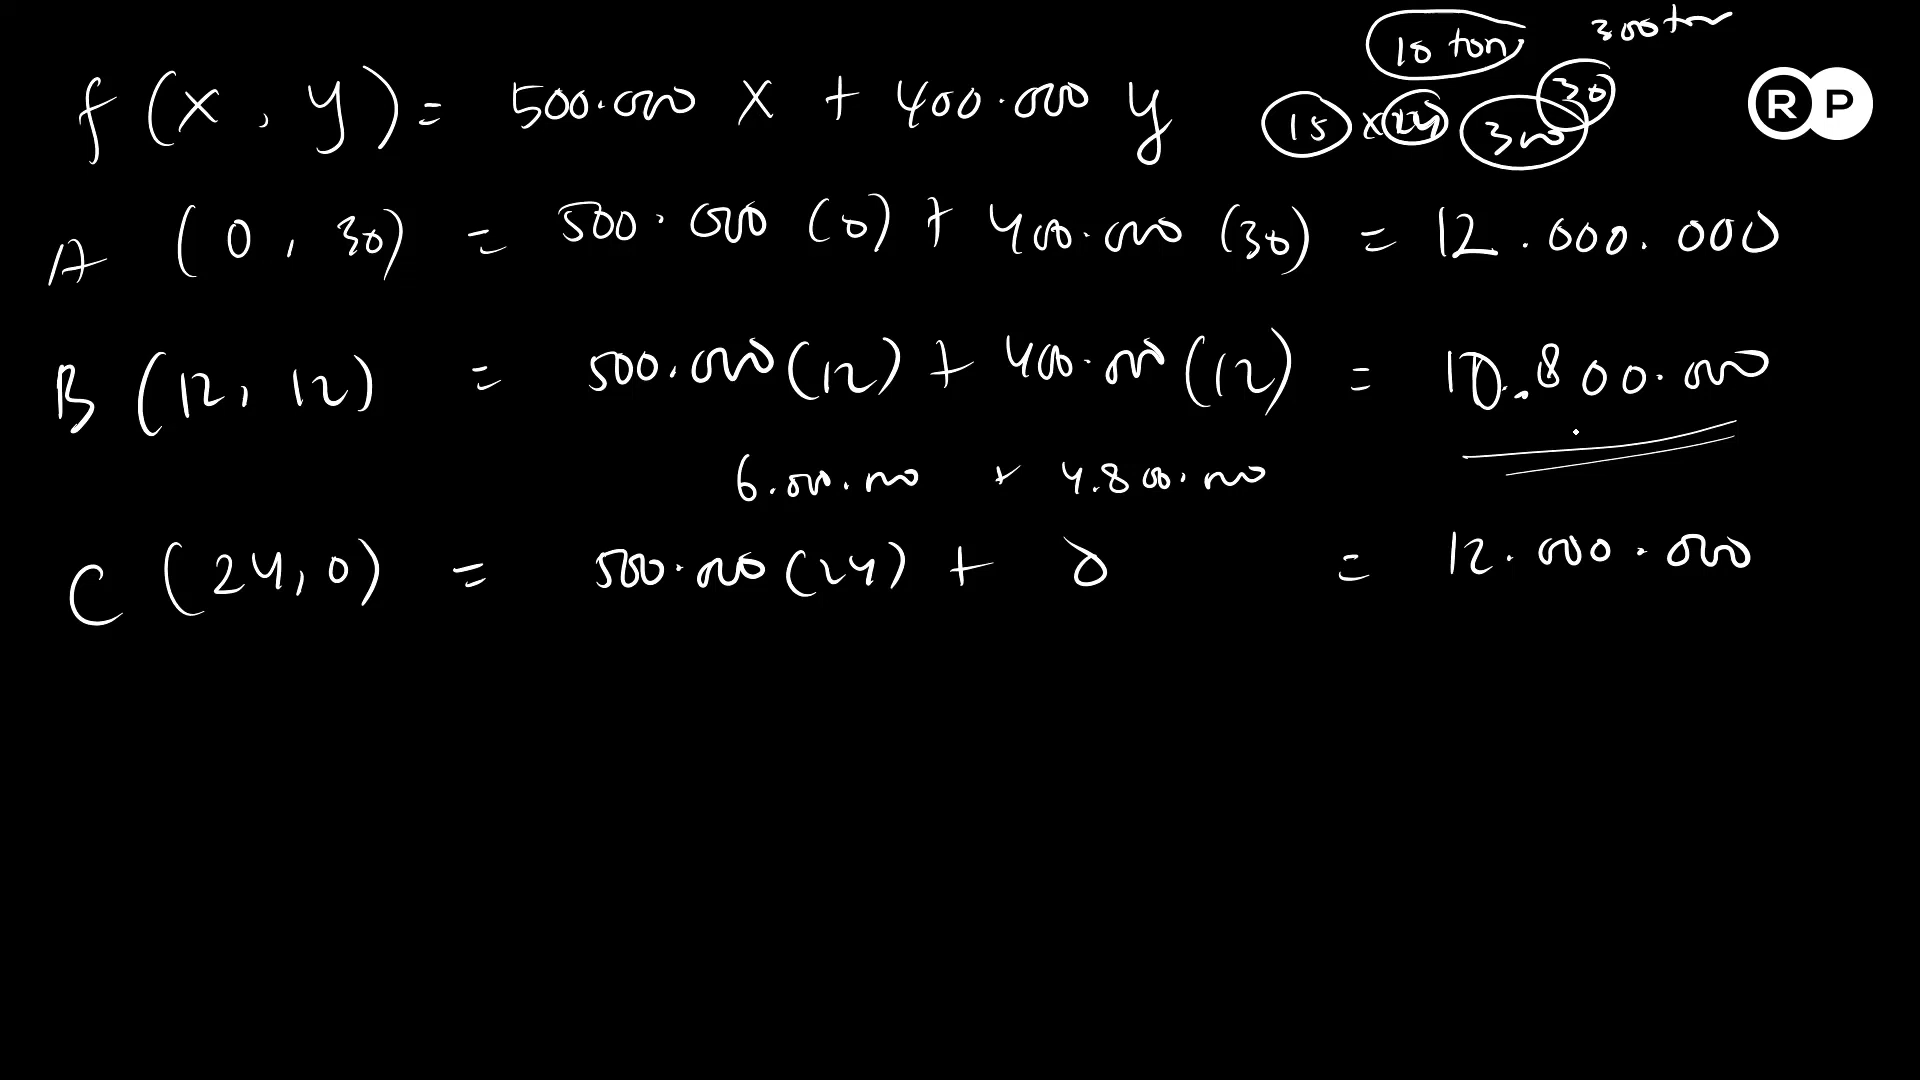 10 ton 300 ton
f(x, y) = 500.000 x + 400.000 y 15 x 24 300 30 RP
A (0, 30) = 500.000 (0) + 400.000 (30) = 12.000.000
B (12, 12) = 500.000 (12) + 400.000 (12) = 10.800.000
6.000.000 + 4.800.000
C (24, 0) = 500.000 (24) + 0 = 12.000.000